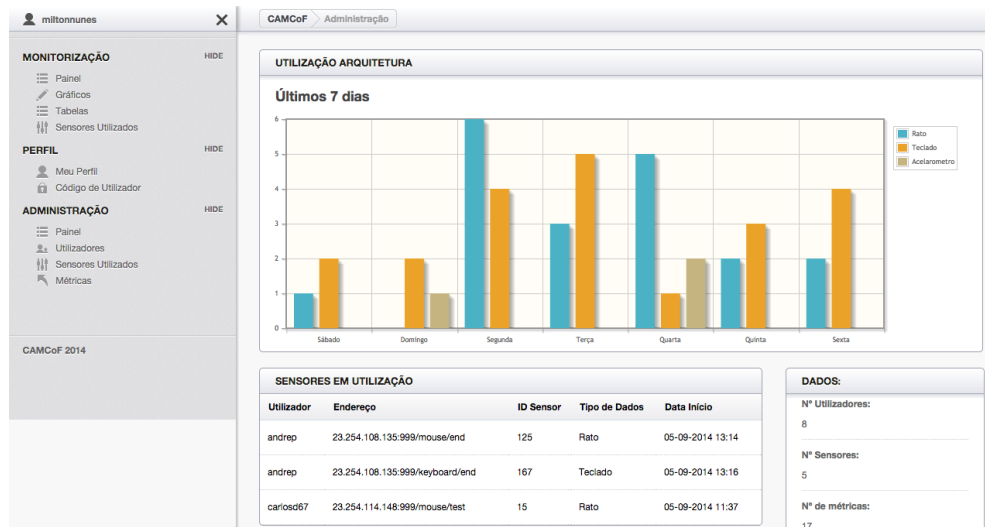 miltonnunes
CAMCoF Administração
MONITORIZAÇÃO HIDE
Painel
Gráficos
Tabelas
Sensores Utilizados
PERFIL HIDE
Meu Perfil
Código de Utilizador
ADMINISTRAÇÃO HIDE
Painel
Utilizadores
Sensores Utilizados
Métricas
CAMCoF 2014
UTILIZAÇÃO ARQUITETURA
Últimos 7 dias
6
5
4
3
2
1
0
Sábado Domingo Segunda Terça Quarta Quinta Sexta
Rato
Teclado
Acelarometro
SENSORES EM UTILIZAÇÃO
Utilizador Endereço ID Sensor Tipo de Dados Data Início
andrep 23.254.108.135:999/mouse/end 125 Rato 05-09-2014 13:14
andrep 23.254.108.135:999/keyboard/end 167 Teclado 05-09-2014 13:16
carlosd67 23.254.114.148:999/mouse/test 15 Rato 05-09-2014 11:37
DADOS:
Nº Utilizadores:
8
Nº Sensores:
5
Nº de métricas:
17